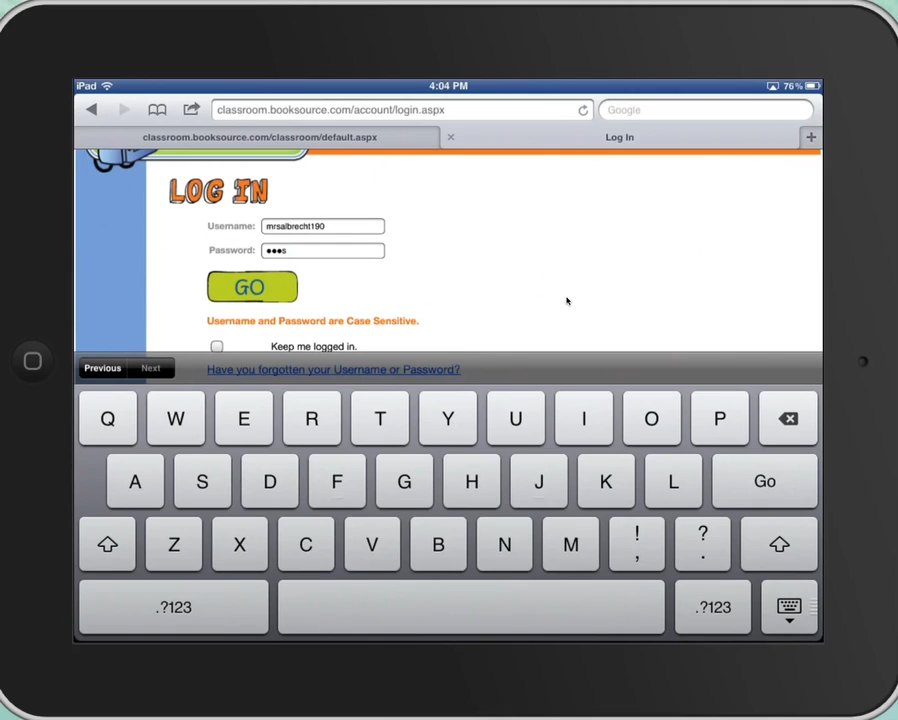 iPad 4:04 PM 76%
classroom.booksource.com/account/login.aspx Google
classroom.booksource.com/classroom/default.aspx Log In
LOG IN
Username: mrsalbrecht190
Password: •••s
GO
Username and Password are Case Sensitive.
Keep me logged in.
Previous Next Have you forgotten your Username or Password?
Q W E R T Y U I O P
A S D F G H J K L Go
Z X C V B N M ! , ? .
.?123 .?123